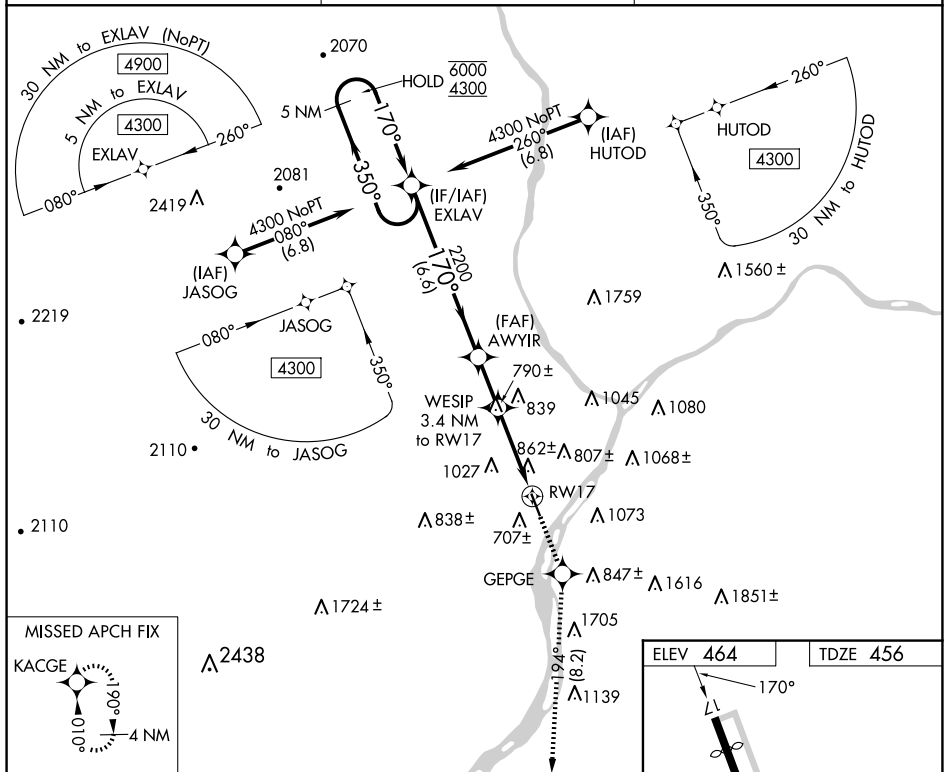 30 NM to EXLAV (NoPT)
4900
5 NM to EXLAV
4300
EXLAV
260°
080°
2419
2070
HOLD
6000
4300
5 NM
170°
350°
(IF/IAF)
EXLAV
4300 NoPT
260°
(6.8)
(IAF)
HUTOD
260°
HUTOD
4300
350°
30 NM to HUTOD
2081
4300 NoPT
080°
(6.8)
(IAF)
JASOG
2200
170°
(6.6)
1560 ±
1759
2219
080°
JASOG
4300
350°
30 NM to JASOG
(FAF)
AWYIR
790 ±
WESIP
3.4 NM
to RW17
839
1045
1080
2110
862 ±
807 ±
1068 ±
1027
RW17
2110
838 ±
707 ±
1073
GEPGE
847 ±
1616
1851 ±
1724 ±
1705
194°
(8.2)
1139
MISSED APCH FIX
KACGE
190°
010°
4 NM
2438
ELEV 464
TDZE 456
170°
17